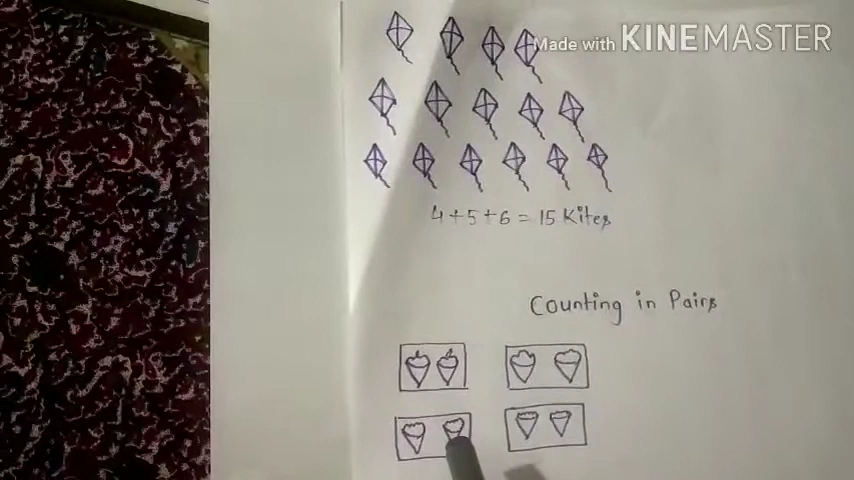 Made with KINEMASTER
4+5+6 = 15 Kites
Counting in Pairs